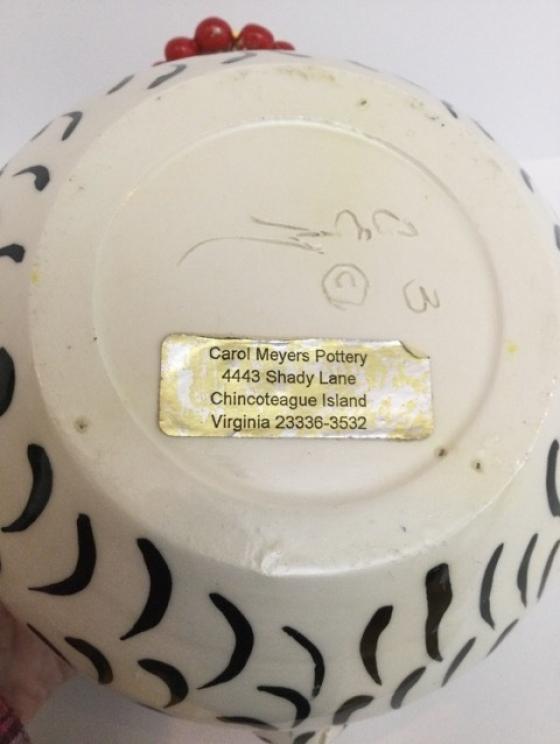 Carol Meyers Pottery
4443 Shady Lane
Chincoteague Island
Virginia 23336-3532